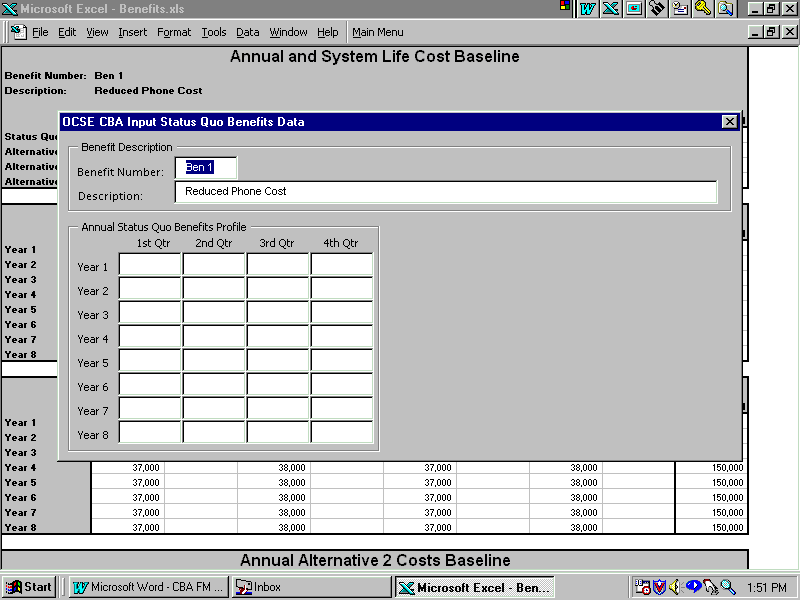 Microsoft Excel - Benefits.xls
File Edit View Insert Format Tools Data Window Help Main Menu
Annual and System Life Cost Baseline
Benefit Number: Ben 1
Description: Reduced Phone Cost
OCSE CBA Input Status Quo Benefits Data
Status Quo
Alternative
Alternative
Alternative
Benefit Description
Benefit Number: Ben 1
Description: Reduced Phone Cost
Annual Status Quo Benefits Profile
1st Qtr 2nd Qtr 3rd Qtr 4th Qtr
Year 1
Year 2
Year 3
Year 4
Year 5
Year 6
Year 7
Year 8
Year 1
Year 2
Year 3
Year 4
Year 5
Year 6
Year 7
Year 8
Year 1
Year 2
Year 3
Year 4 37,000 38,000 37,000 38,000 150,000
Year 5 37,000 38,000 37,000 38,000 150,000
Year 6 37,000 38,000 37,000 38,000 150,000
Year 7 37,000 38,000 37,000 38,000 150,000
Year 8 37,000 38,000 37,000 38,000 150,000
Annual Alternative 2 Costs Baseline
Start Microsoft Word - CBA FM ... Inbox Microsoft Excel - Ben... 1:51 PM